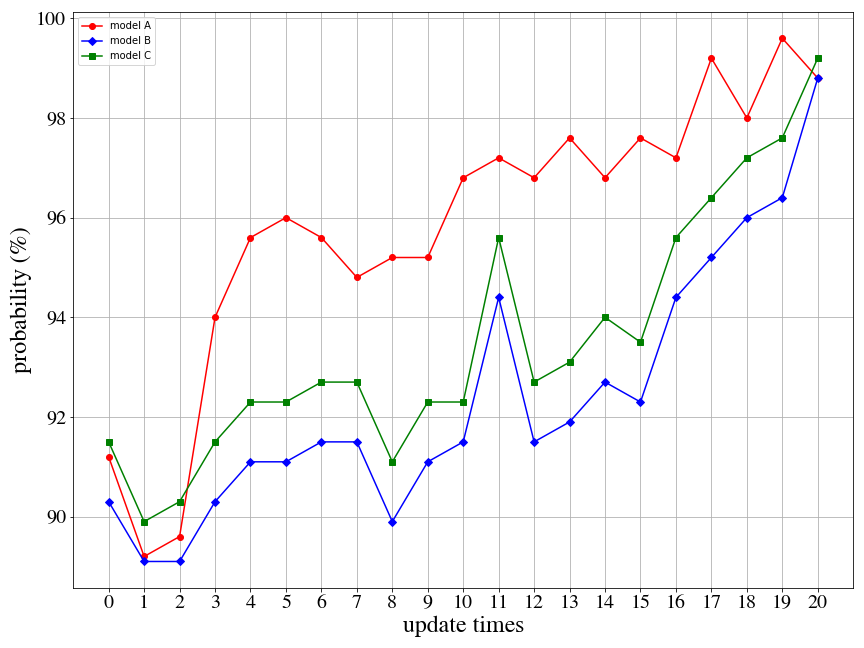 model A
model B
model C
100
98
96
94
92
90
probability (%)
0 1 2 3 4 5 6 7 8 9 10 11 12 13 14 15 16 17 18 19 20
update times